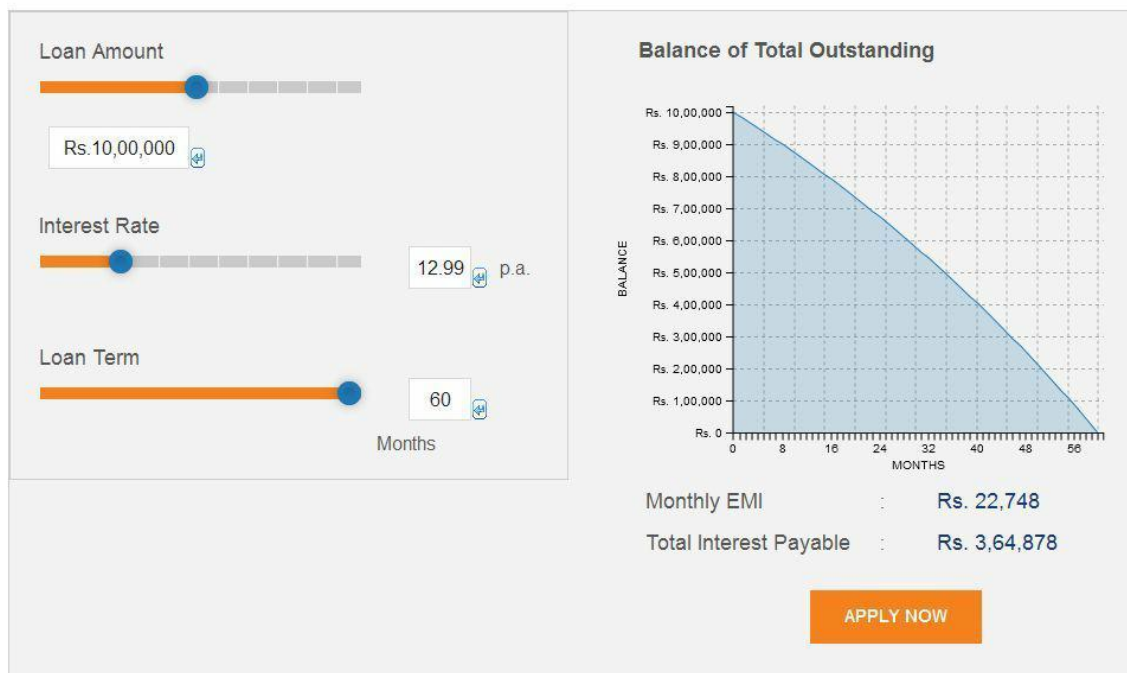 Loan Amount
Rs.10,00,000
Interest Rate
12.99 p.a.
Loan Term
60
Months
Balance of Total Outstanding
Rs. 10,00,000
Rs. 9,00,000
Rs. 8,00,000
Rs. 7,00,000
Rs. 6,00,000
Rs. 5,00,000
Rs. 4,00,000
Rs. 3,00,000
Rs. 2,00,000
Rs. 1,00,000
Rs. 0
BALANCE
0 8 16 24 32 40 48 56
MONTHS
Monthly EMI : Rs. 22,748
Total Interest Payable : Rs. 3,64,878
APPLY NOW